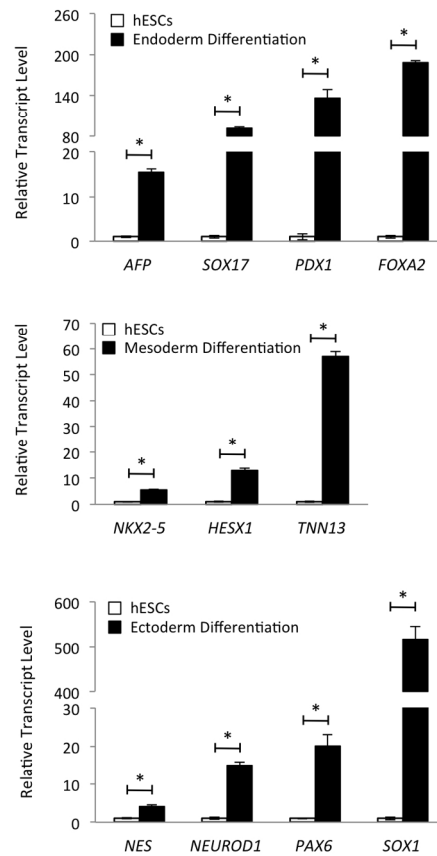 hESCs
Endoderm Differentiation
Relative Transcript Level
260
200
140
80
20
10
0
* * * *
AFP SOX17 PDX1 FOXA2
hESCs
Mesoderm Differentiation
Relative Transcript Level
70
60
50
40
30
20
10
0
* * *
NKX2-5 HESX1 TNN13
hESCs
Ectoderm Differentiation
Relative Transcript Level
600
500
400
30
20
10
0
* * * *
NES NEUROD1 PAX6 SOX1